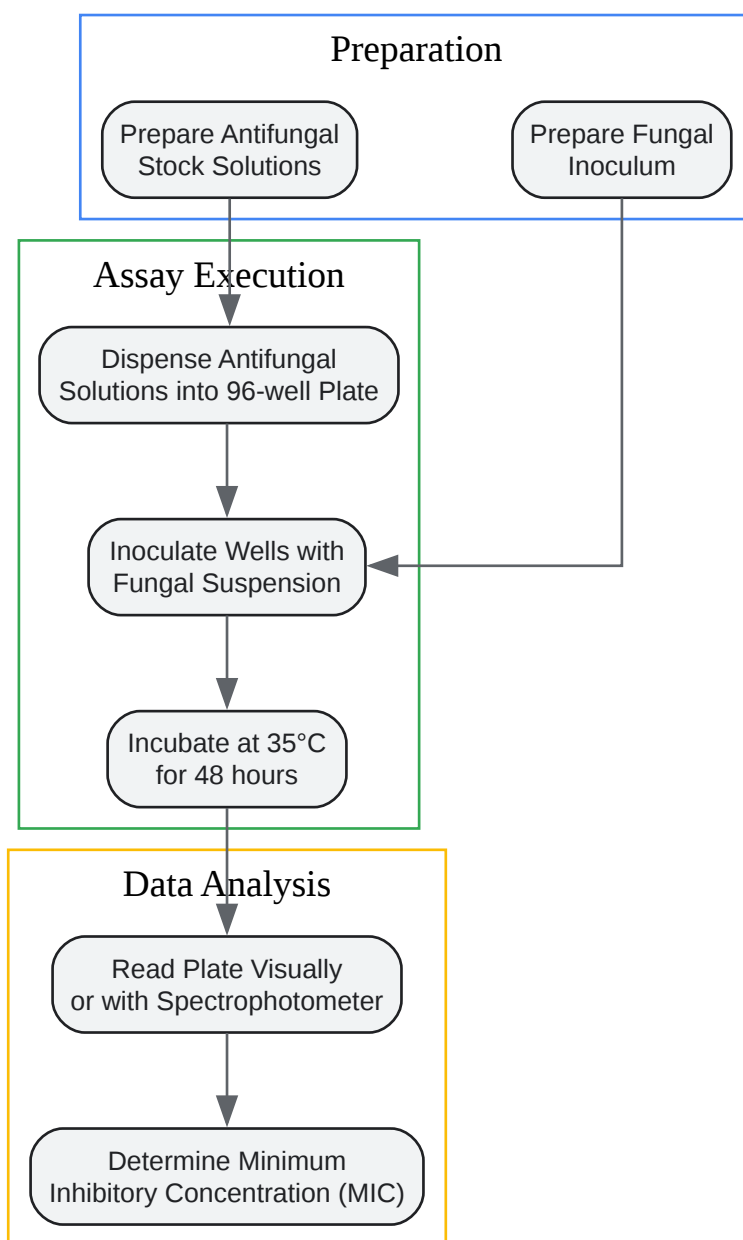 Preparation
Prepare Antifungal
Stock Solutions
Prepare Fungal
Inoculum
Assay Execution
Dispense Antifungal
Solutions into 96-well Plate
Inoculate Wells with
Fungal Suspension
Incubate at 35°C
for 48 hours
Data Analysis
Read Plate Visually
or with Spectrophotometer
Determine Minimum
Inhibitory Concentration (MIC)